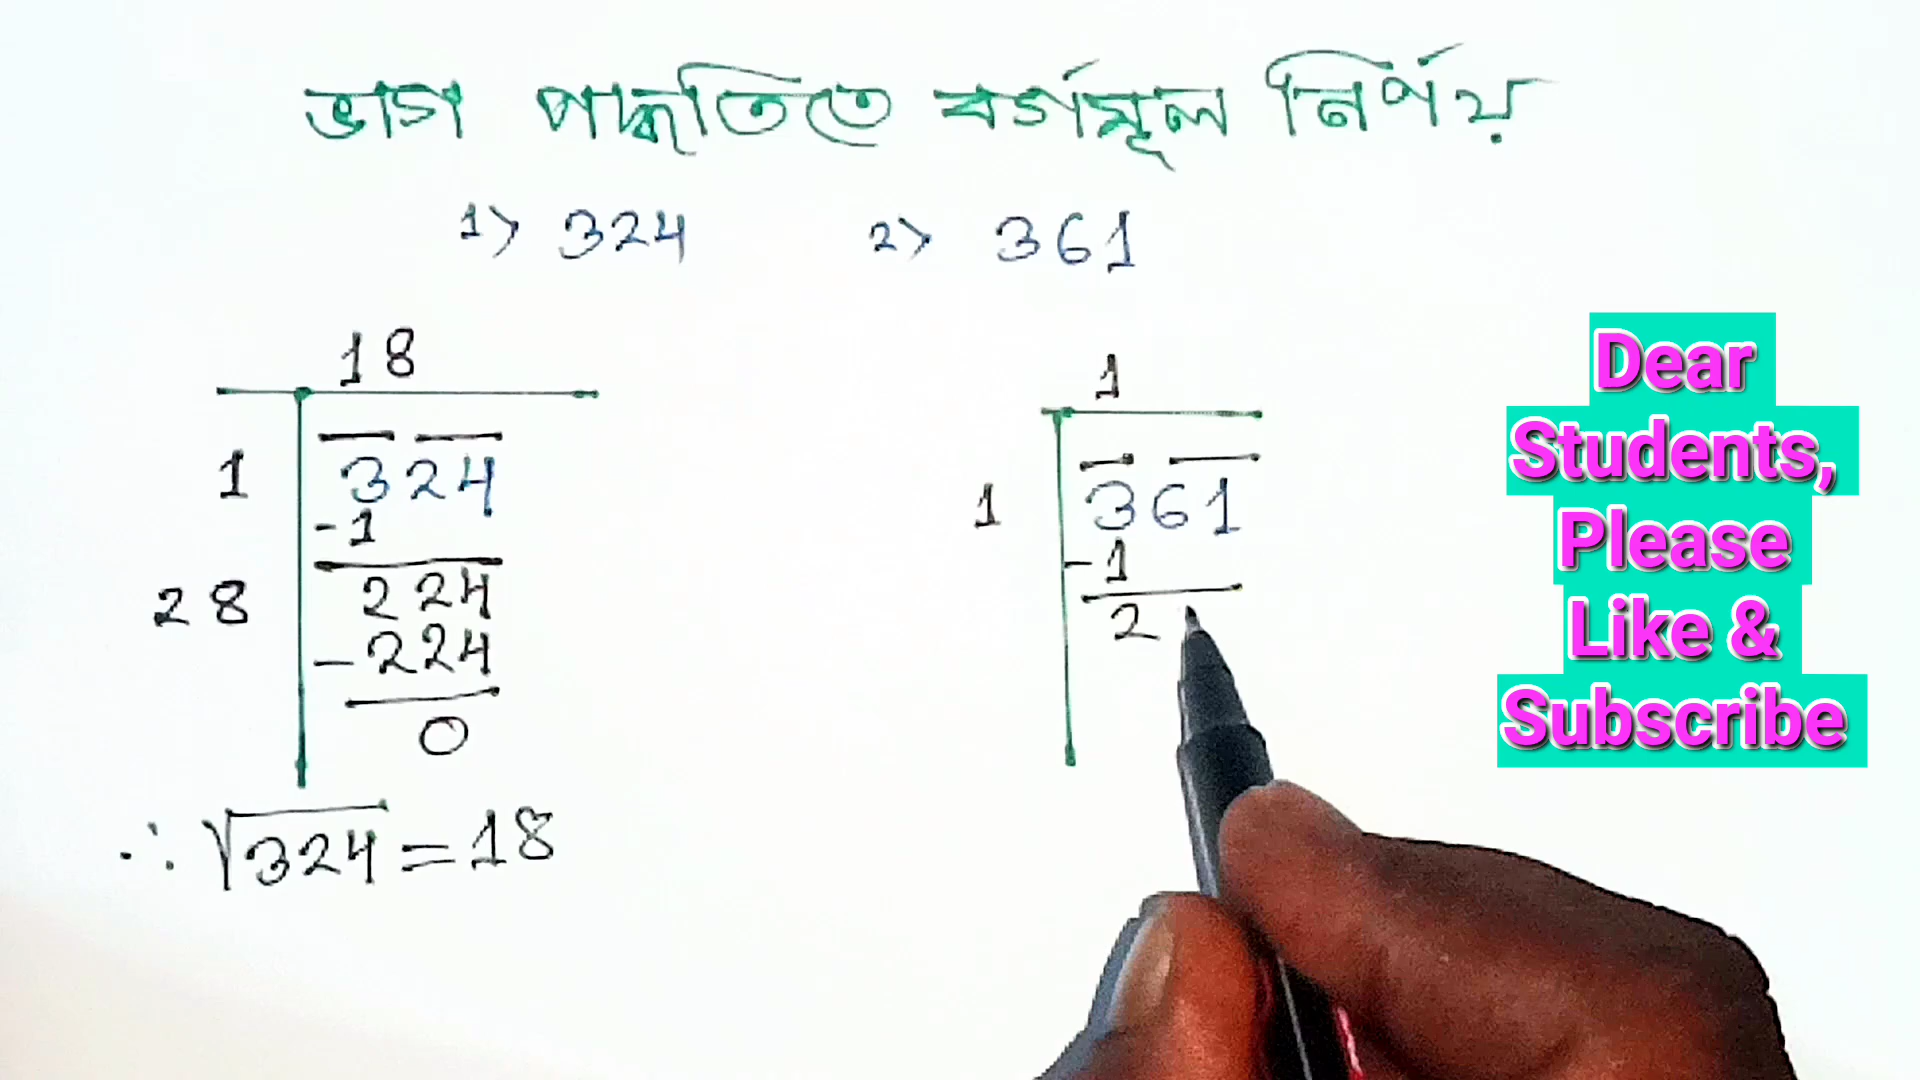 ভাগ পদ্ধতিতে বর্গমূল নির্ণয়
1> 324 2> 361
18
1 324
-1
28 224
-224
0
∴ √324 = 18
1
1 361
-1
2
Dear
Students,
Please
Like &
Subscribe